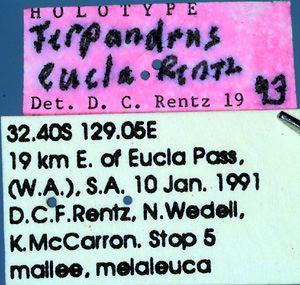 HOLOTYPE
Terpandrus
eucla Rentz
Det. D. C. Rentz 19 93
32.40S 129.05E
19 km E. of Eucla Pass,
(W.A.), S.A. 10 Jan. 1991
D.C.F.Rentz, N.Wedell,
K.McCarron. Stop 5
mallee, melaleuca